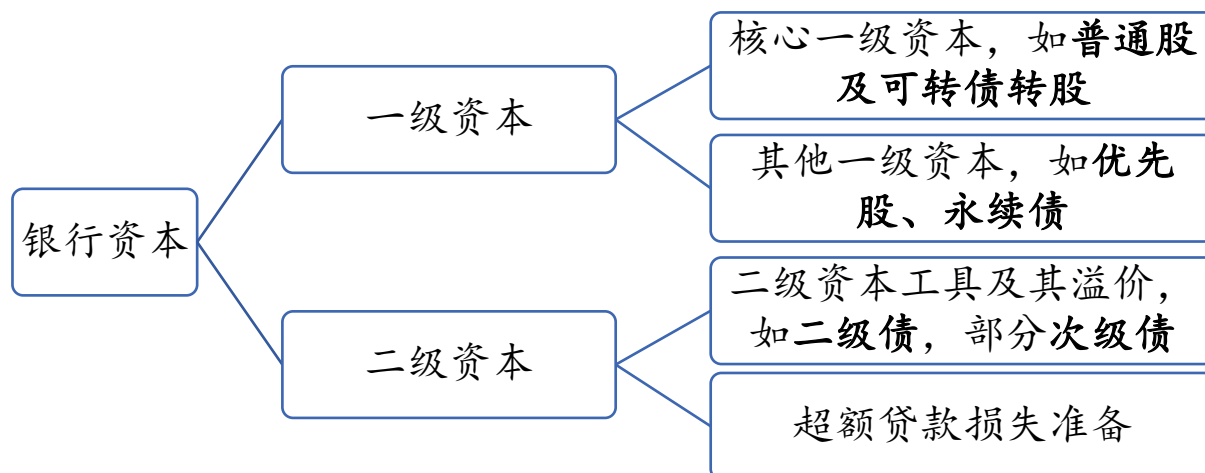 银行资本
一级资本
核心一级资本，如普通股
及可转债转股
其他一级资本，如优先
股、永续债
二级资本
二级资本工具及其溢价，
如二级债，部分次级债
超额贷款损失准备